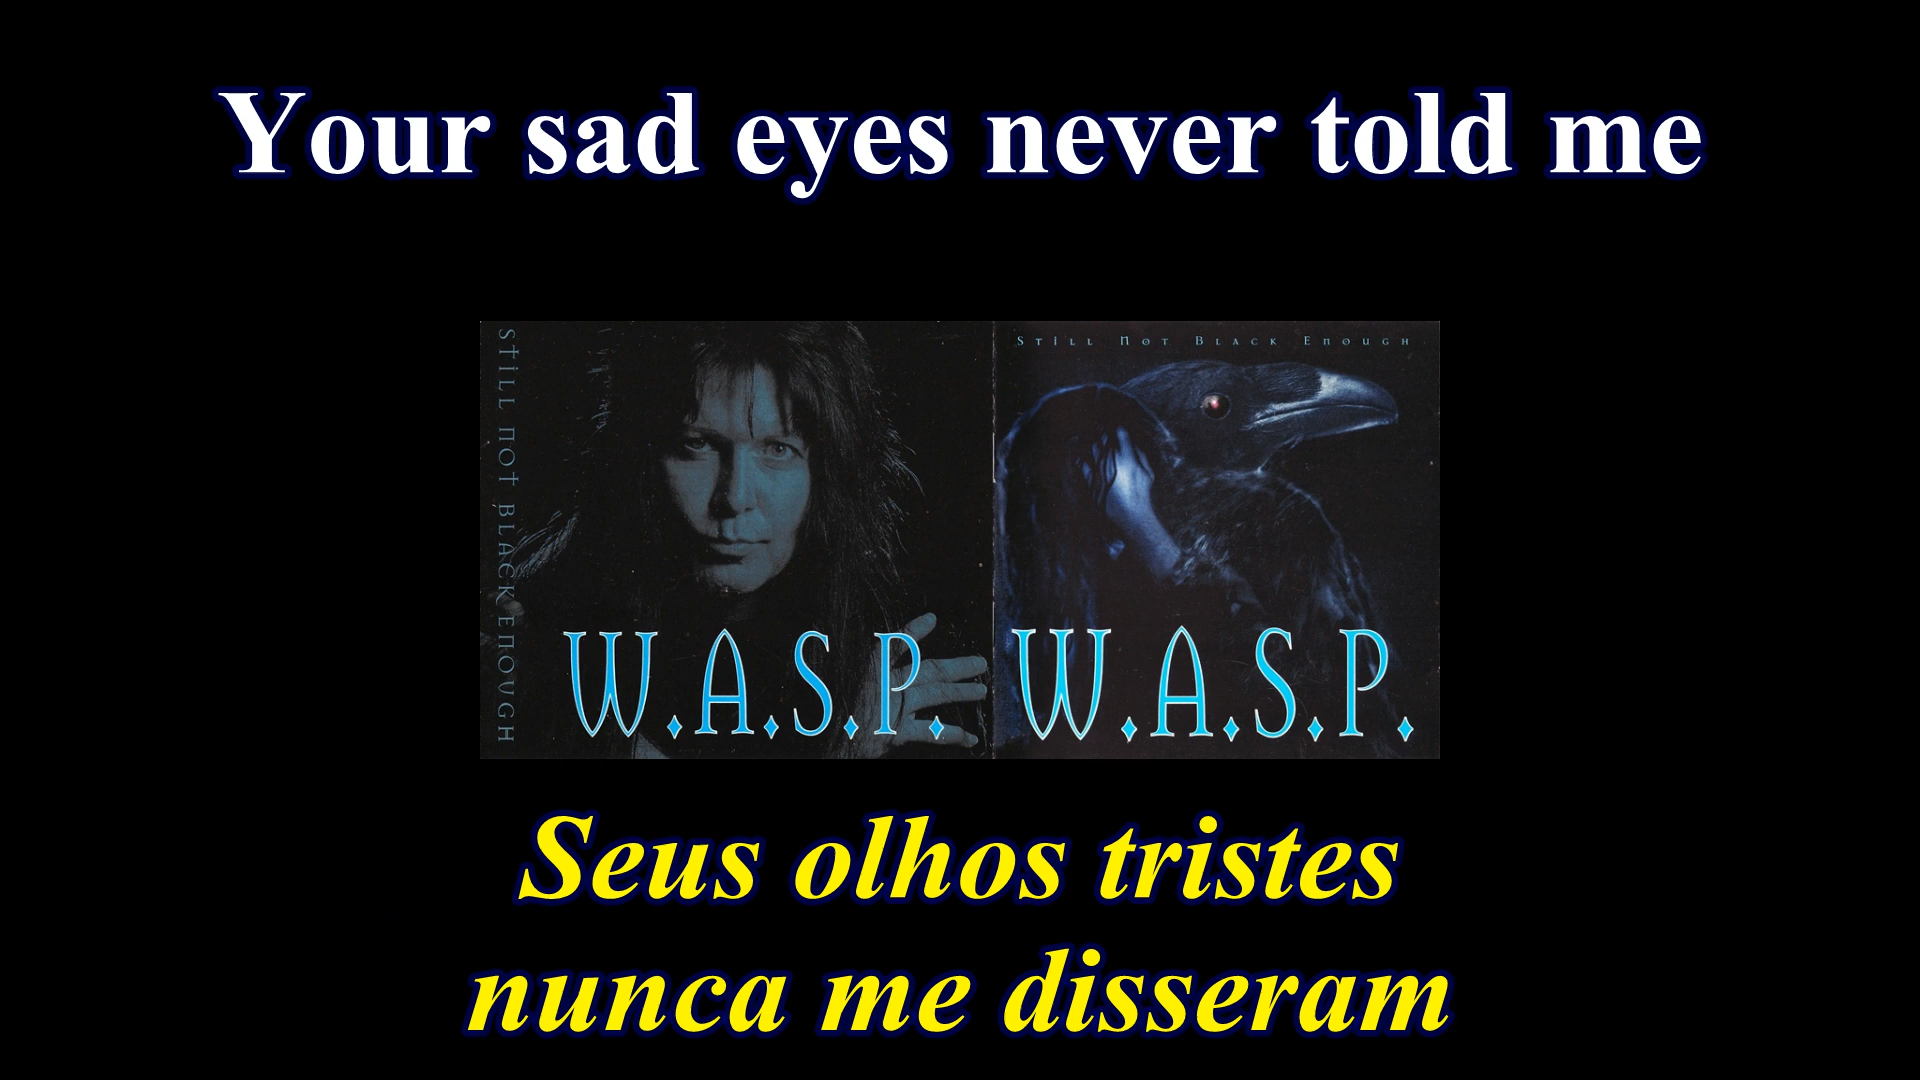 Your sad eyes never told me
STILL NOT BLACK ENOUGH
STILL NOT BLACK ENOUGH
W.A.S.P.
W.A.S.P.
Seus olhos tristes
nunca me disseram